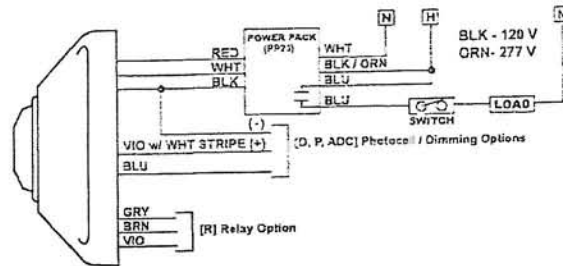 N H' N
POWER PACK
(PP20)
BLK - 120 V
ORN- 277 V
RED WHT
WHT BLK / ORN
BLK BLU
BLU
SWITCH
LOAD
(-)
VIO w/ WHT STRIPE (+)
[D, P, ADC] Photocell / Dimming Options
BLU
GRY
BRN
VIO
[R] Relay Option